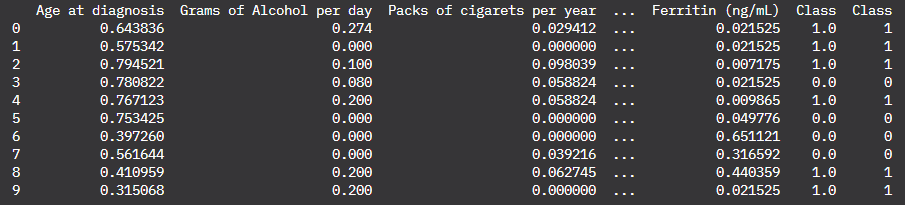 Age at diagnosis Grams of Alcohol per day Packs of cigarets per year ... Ferritin (ng/mL) Class Class
0 0.643836 0.274 0.029412 ... 0.021525 1.0 1
1 0.575342 0.000 0.000000 ... 0.021525 1.0 1
2 0.794521 0.100 0.098039 ... 0.007175 1.0 1
3 0.780822 0.080 0.058824 ... 0.021525 0.0 0
4 0.767123 0.200 0.058824 ... 0.009865 1.0 1
5 0.753425 0.000 0.000000 ... 0.049776 0.0 0
6 0.397260 0.000 0.000000 ... 0.651121 0.0 0
7 0.561644 0.000 0.039216 ... 0.316592 0.0 0
8 0.410959 0.200 0.062745 ... 0.440359 1.0 1
9 0.315068 0.200 0.000000 ... 0.021525 1.0 1